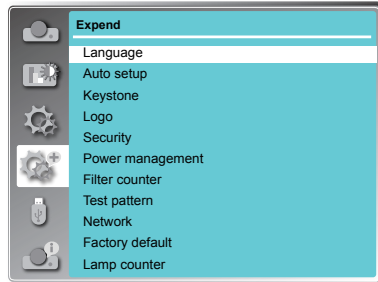 Expend
Language
Auto setup
Keystone
Logo
Security
Power management
Filter counter
Test pattern
Network
Factory default
Lamp counter